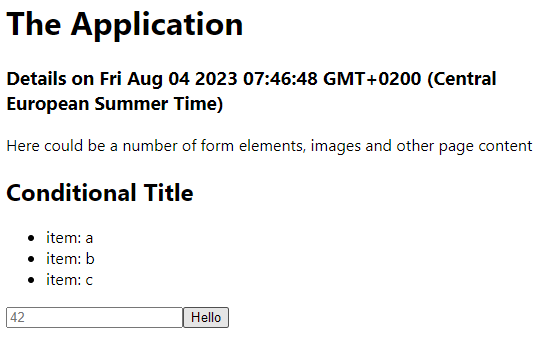 The Application
Details on Fri Aug 04 2023 07:46:48 GMT+0200 (Central
European Summer Time)
Here could be a number of form elements, images and other page content
Conditional Title
item: a
item: b
item: c
42 Hello